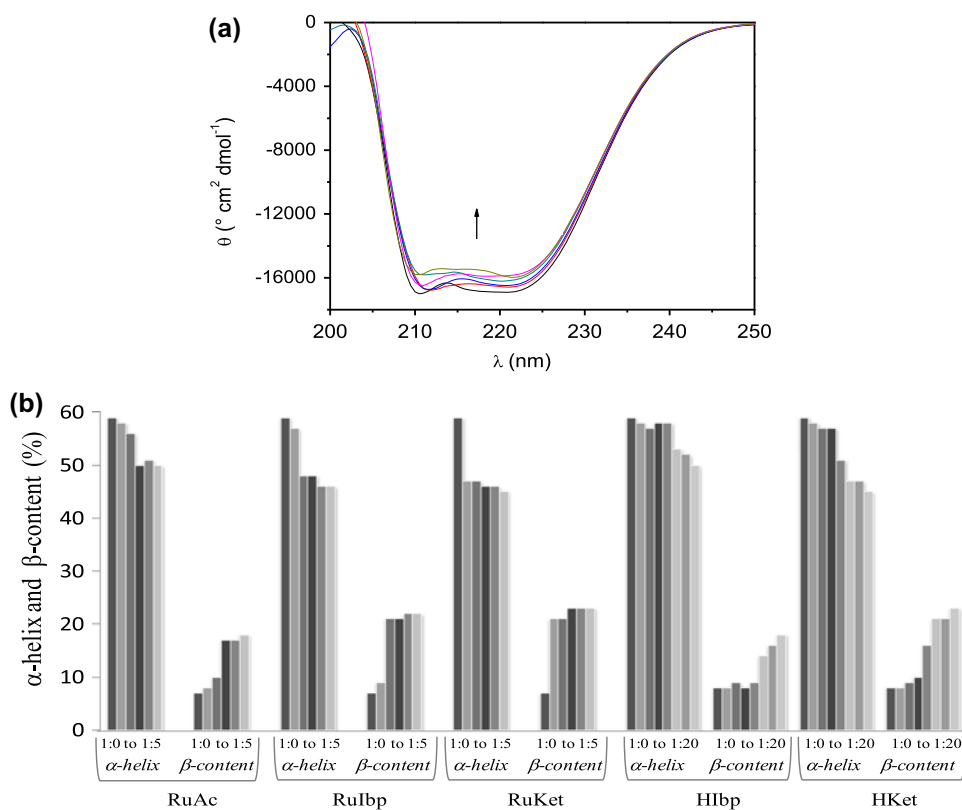 (a)
0
-4000
-8000
-12000
-16000
θ (° cm² dmol⁻¹)
200 210 220 230 240 250
λ (nm)
(b)
60
50
40
30
20
10
0
α-helix and β-content (%)
1:0 to 1:5 1:0 to 1:5 1:0 to 1:5 1:0 to 1:5 1:0 to 1:5 1:0 to 1:5 1:0 to 1:20 1:0 to 1:20 1:0 to 1:20 1:0 to 1:20
α-helix β-content α-helix β-content α-helix β-content α-helix β-content α-helix β-content
RuAc RuIbp RuKet HIbp HKet